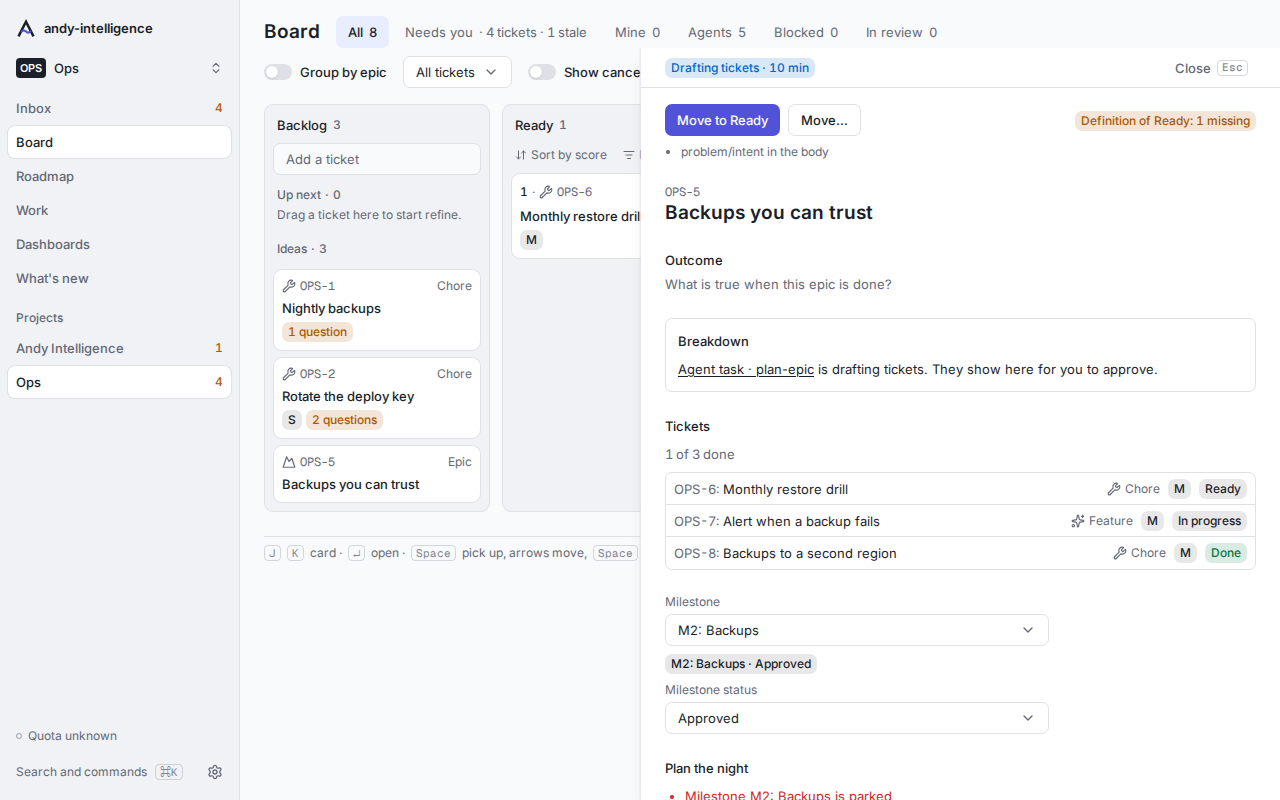 andy-intelligence
OPS Ops
Inbox 4
Board
Roadmap
Work
Dashboards
What's new
Projects
Andy Intelligence 1
Ops 4
Quota unknown
Search and commands ⌘K
Board All 8 Needs you · 4 tickets · 1 stale Mine 0 Agents 5 Blocked 0 In review 0
Group by epic All tickets Show cance
Backlog 3
Add a ticket
Up next · 0
Drag a ticket here to start refine.
Ideas · 3
OPS-1 Chore
Nightly backups
1 question
OPS-2 Chore
Rotate the deploy key
S 2 questions
OPS-5 Epic
Backups you can trust
Ready 1
Sort by score
1 · OPS-6
Monthly restore dril
M
J K card · ↵ open · Space pick up, arrows move, Space
Drafting tickets · 10 min Close Esc
Move to Ready Move... Definition of Ready: 1 missing
• problem/intent in the body
OPS-5
Backups you can trust
Outcome
What is true when this epic is done?
Breakdown
Agent task · plan-epic is drafting tickets. They show here for you to approve.
Tickets
1 of 3 done
OPS-6: Monthly restore drill Chore M Ready
OPS-7: Alert when a backup fails Feature M In progress
OPS-8: Backups to a second region Chore M Done
Milestone
M2: Backups
M2: Backups · Approved
Milestone status
Approved
Plan the night
• Milestone M2: Backups is parked